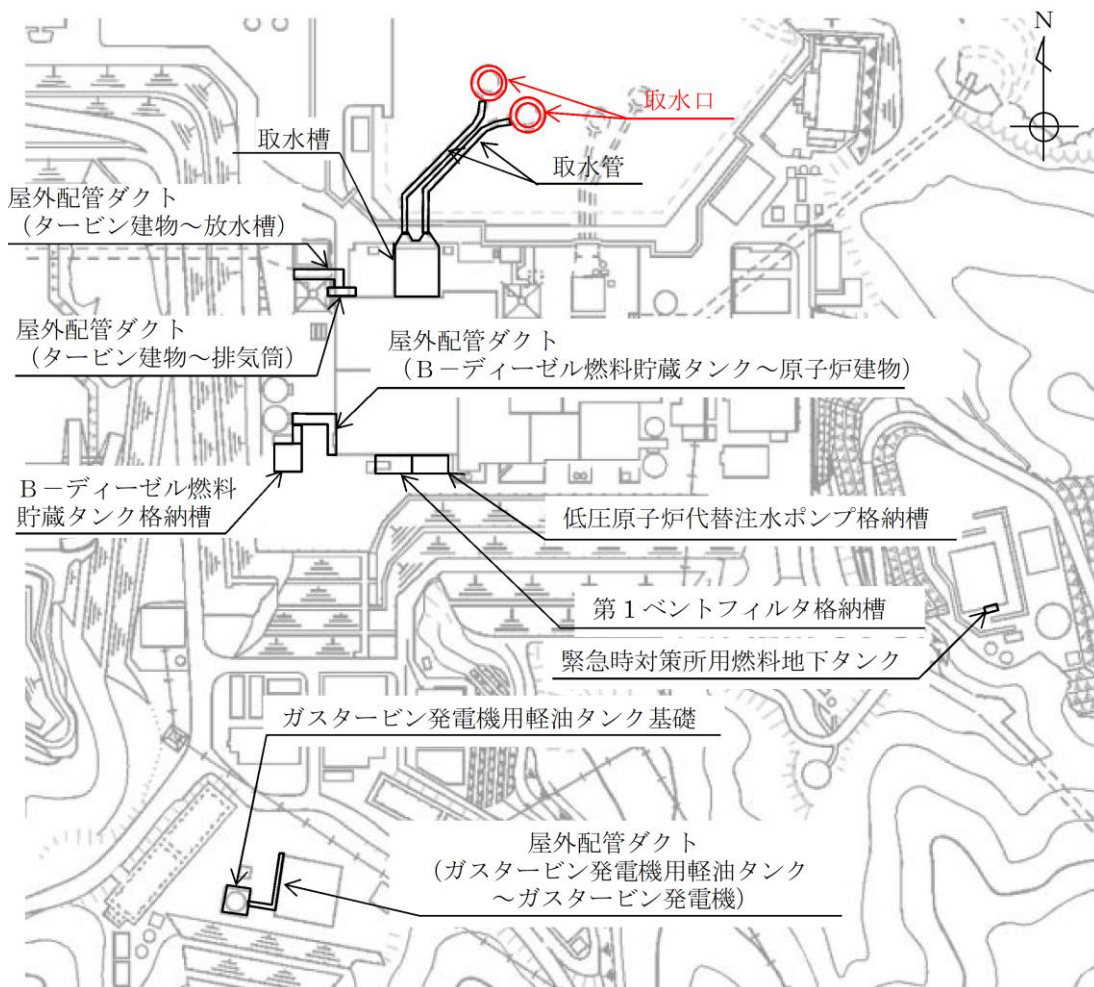 N
取水口
取水槽
取水管
屋外配管ダクト
（タービン建物～放水槽）
屋外配管ダクト
（タービン建物～排気筒）
屋外配管ダクト
（Ｂ－ディーゼル燃料貯蔵タンク～原子炉建物）
Ｂ－ディーゼル燃料
貯蔵タンク格納槽
低圧原子炉代替注水ポンプ格納槽
第１ベントフィルタ格納槽
緊急時対策所用燃料地下タンク
ガスタービン発電機用軽油タンク基礎
屋外配管ダクト
（ガスタービン発電機用軽油タンク
～ガスタービン発電機）